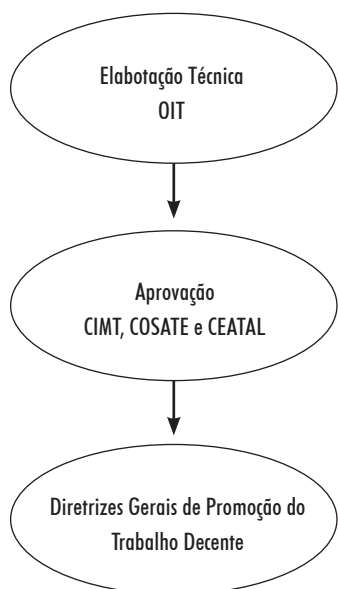 Elabotação Técnica
OIT
Aprovação
CIMT, COSATE e CEATAL
Diretrizes Gerais de Promoção do
Trabalho Decente